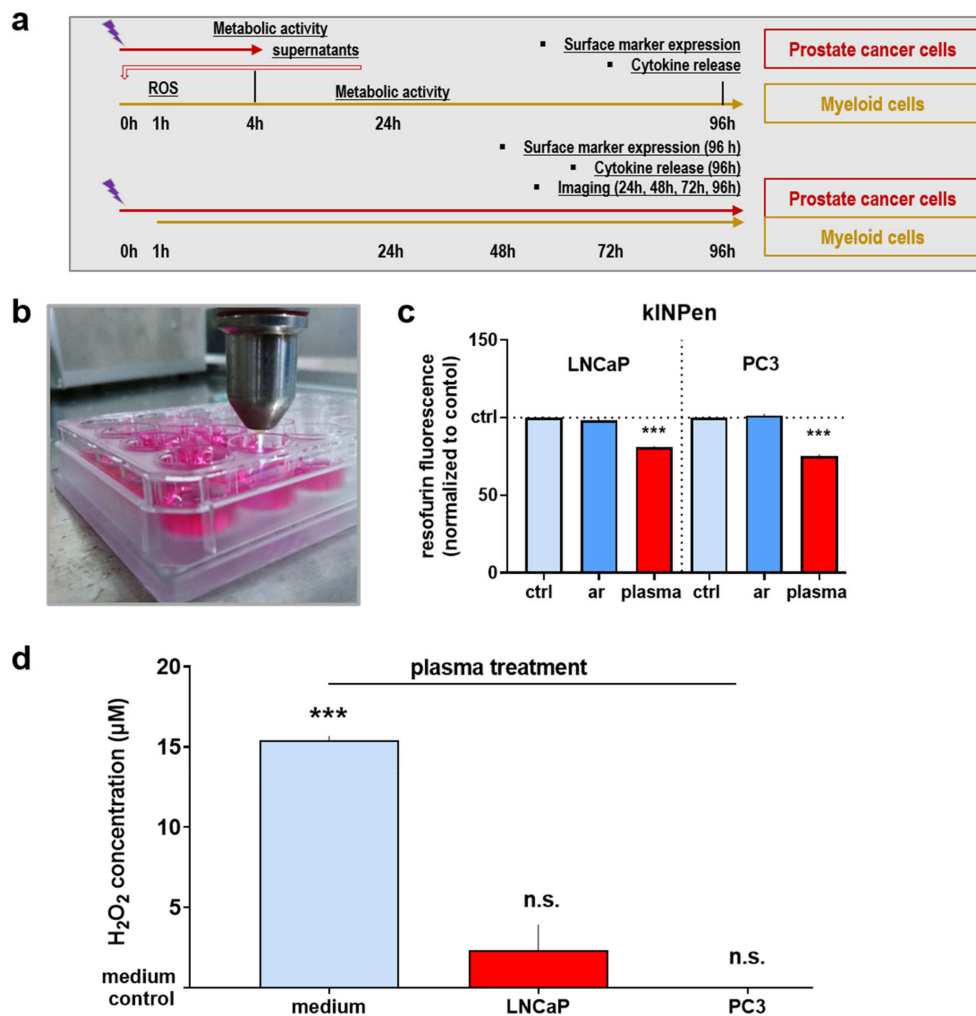 a
Metabolic activity
supernatants
▪ Surface marker expression
▪ Cytokine release
Prostate cancer cells
ROS
Metabolic activity
Myeloid cells
0h 1h 4h 24h 96h
▪ Surface marker expression (96 h)
▪ Cytokine release (96h)
▪ Imaging (24h, 48h, 72h, 96h)
Prostate cancer cells
Myeloid cells
0h 1h 24h 48h 72h 96h
b
c
kINPen
resofurin fluorescence
(normalized to contol)
150
ctrl
50
0
LNCaP PC3
*** ***
ctrl ar plasma ctrl ar plasma
d
plasma treatment
H₂O₂ concentration (µM)
20
15
10
5
medium
control
***
n.s.
n.s.
medium LNCaP PC3